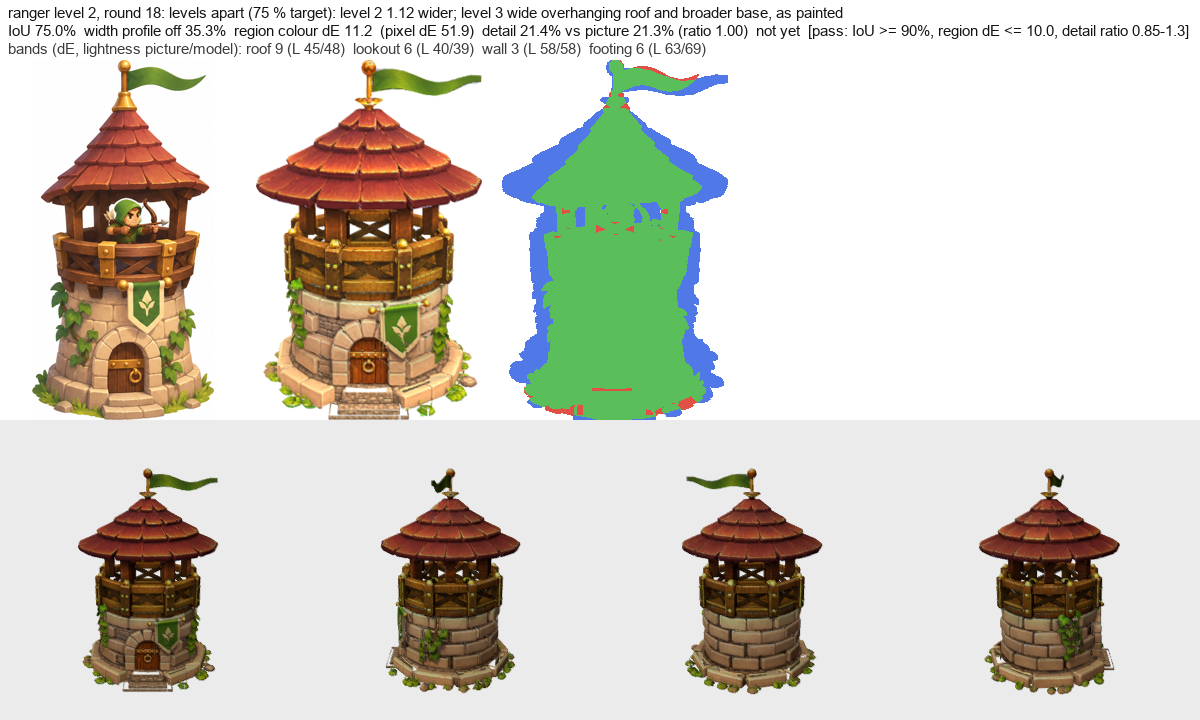 ranger level 2, round 18: levels apart (75 % target): level 2 1.12 wider; level 3 wide overhanging roof and broader base, as painted
IoU 75.0%  width profile off 35.3%  region colour dE 11.2  (pixel dE 51.9)  detail 21.4% vs picture 21.3% (ratio 1.00)  not yet  [pass: IoU >= 90%, region dE <= 10.0, detail ratio 0.85-1.3]
bands (dE, lightness picture/model): roof 9 (L 45/48)  lookout 6 (L 40/39)  wall 3 (L 58/58)  footing 6 (L 63/69)